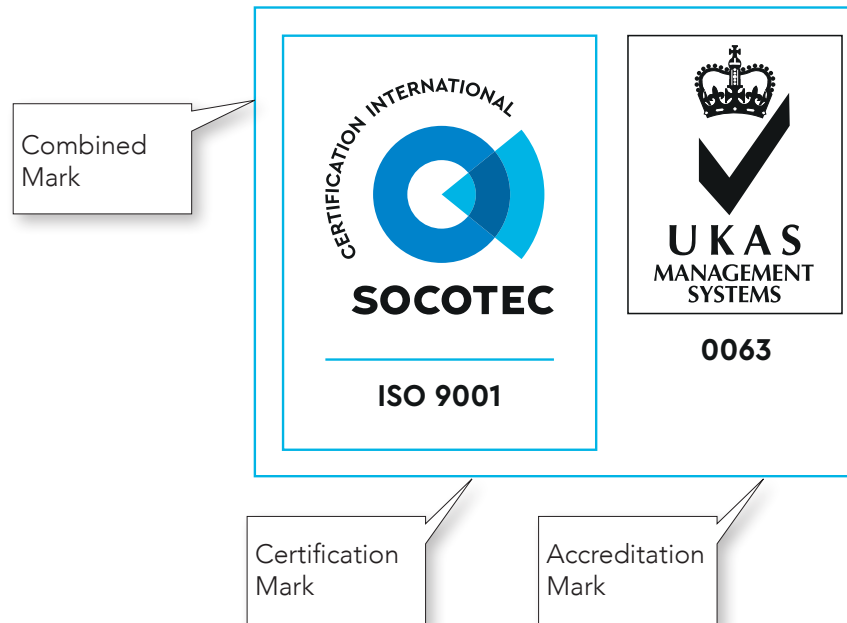 Combined
Mark
CERTIFICATION INTERNATIONAL
SOCOTEC
ISO 9001
UKAS
MANAGEMENT
SYSTEMS
0063
Certification
Mark
Accreditation
Mark